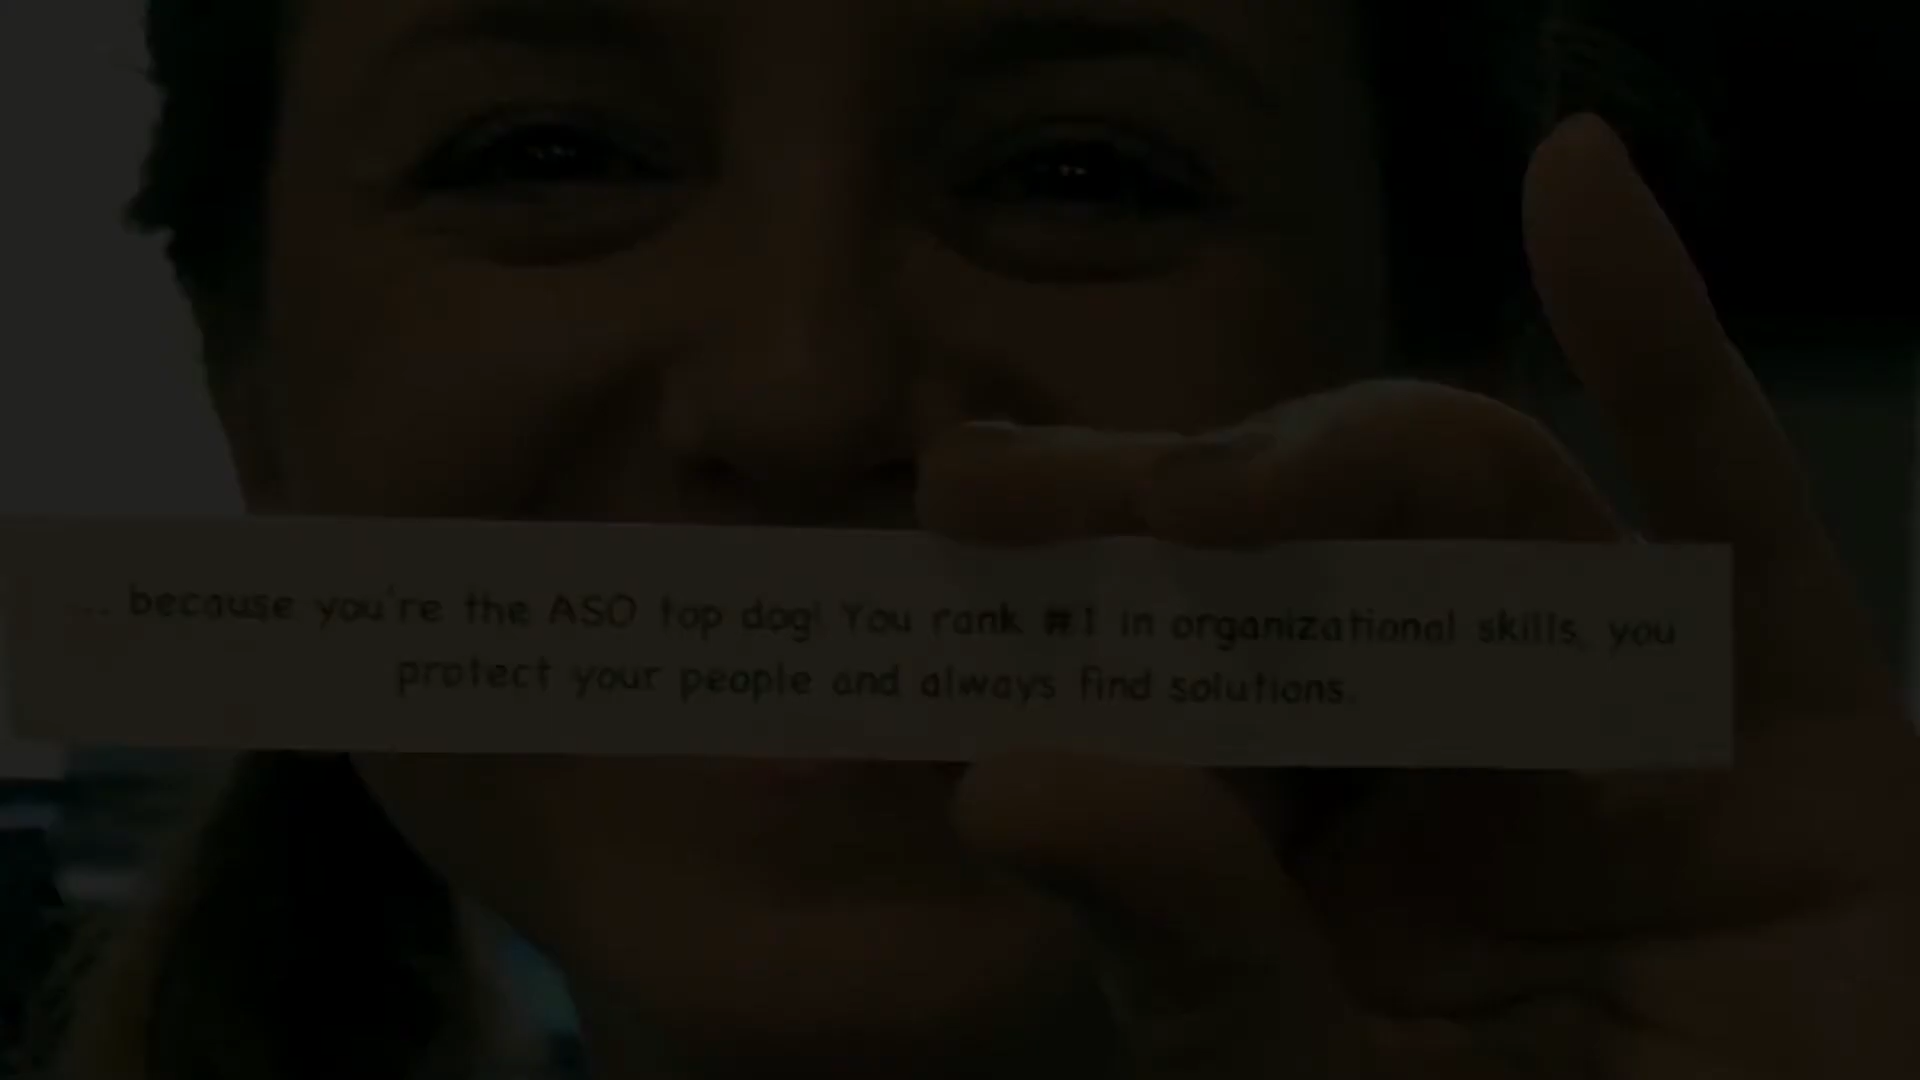 ... because you're the ASO top dog! You rank #1 in organizational skills, you
protect your people and always find solutions.